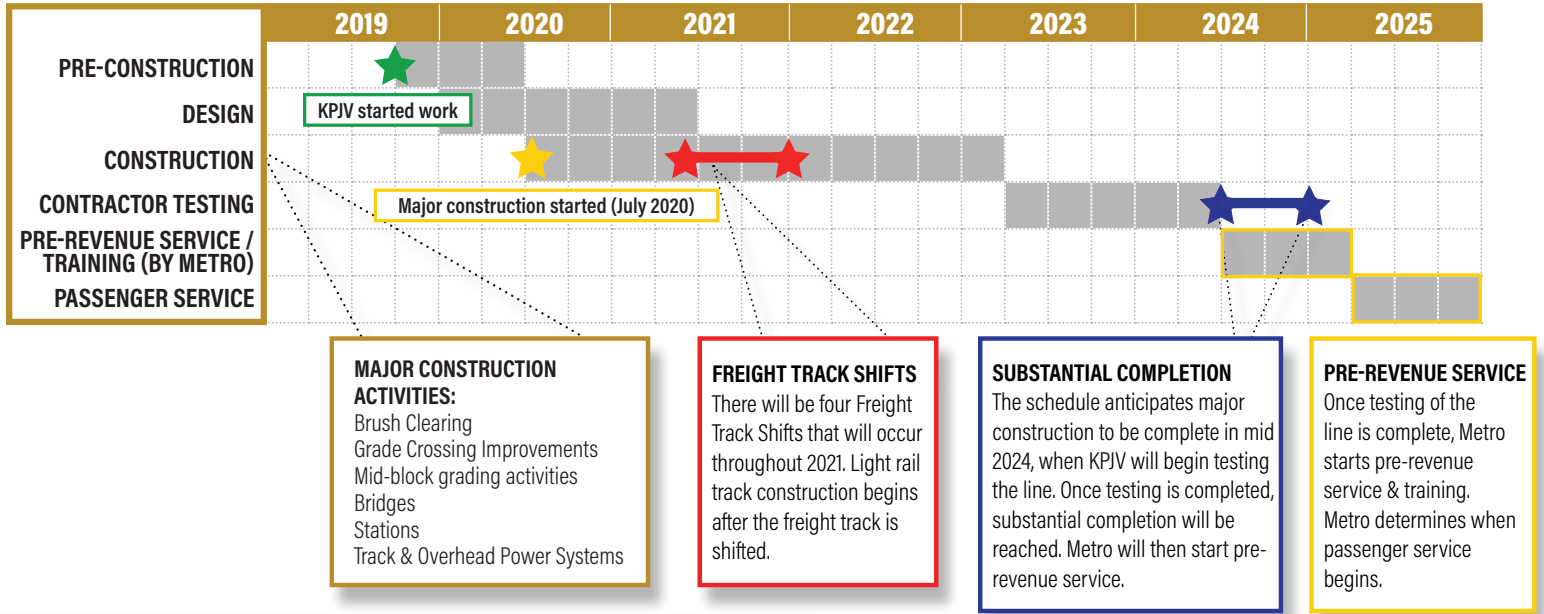 2019 2020 2021 2022 2023 2024 2025
PRE-CONSTRUCTION
DESIGN
KPJV started work
CONSTRUCTION
CONTRACTOR TESTING
Major construction started (July 2020)
PRE-REVENUE SERVICE /
TRAINING (BY METRO)
PASSENGER SERVICE
MAJOR CONSTRUCTION
ACTIVITIES:
Brush Clearing
Grade Crossing Improvements
Mid-block grading activities
Bridges
Stations
Track & Overhead Power Systems
FREIGHT TRACK SHIFTS
There will be four Freight
Track Shifts that will occur
throughout 2021. Light rail
track construction begins
after the freight track is
shifted.
SUBSTANTIAL COMPLETION
The schedule anticipates major
construction to be complete in mid
2024, when KPJV will begin testing
the line. Once testing is completed,
substantial completion will be
reached. Metro will then start pre-
revenue service.
PRE-REVENUE SERVICE
Once testing of the
line is complete, Metro
starts pre-revenue
service & training.
Metro determines when
passenger service
begins.